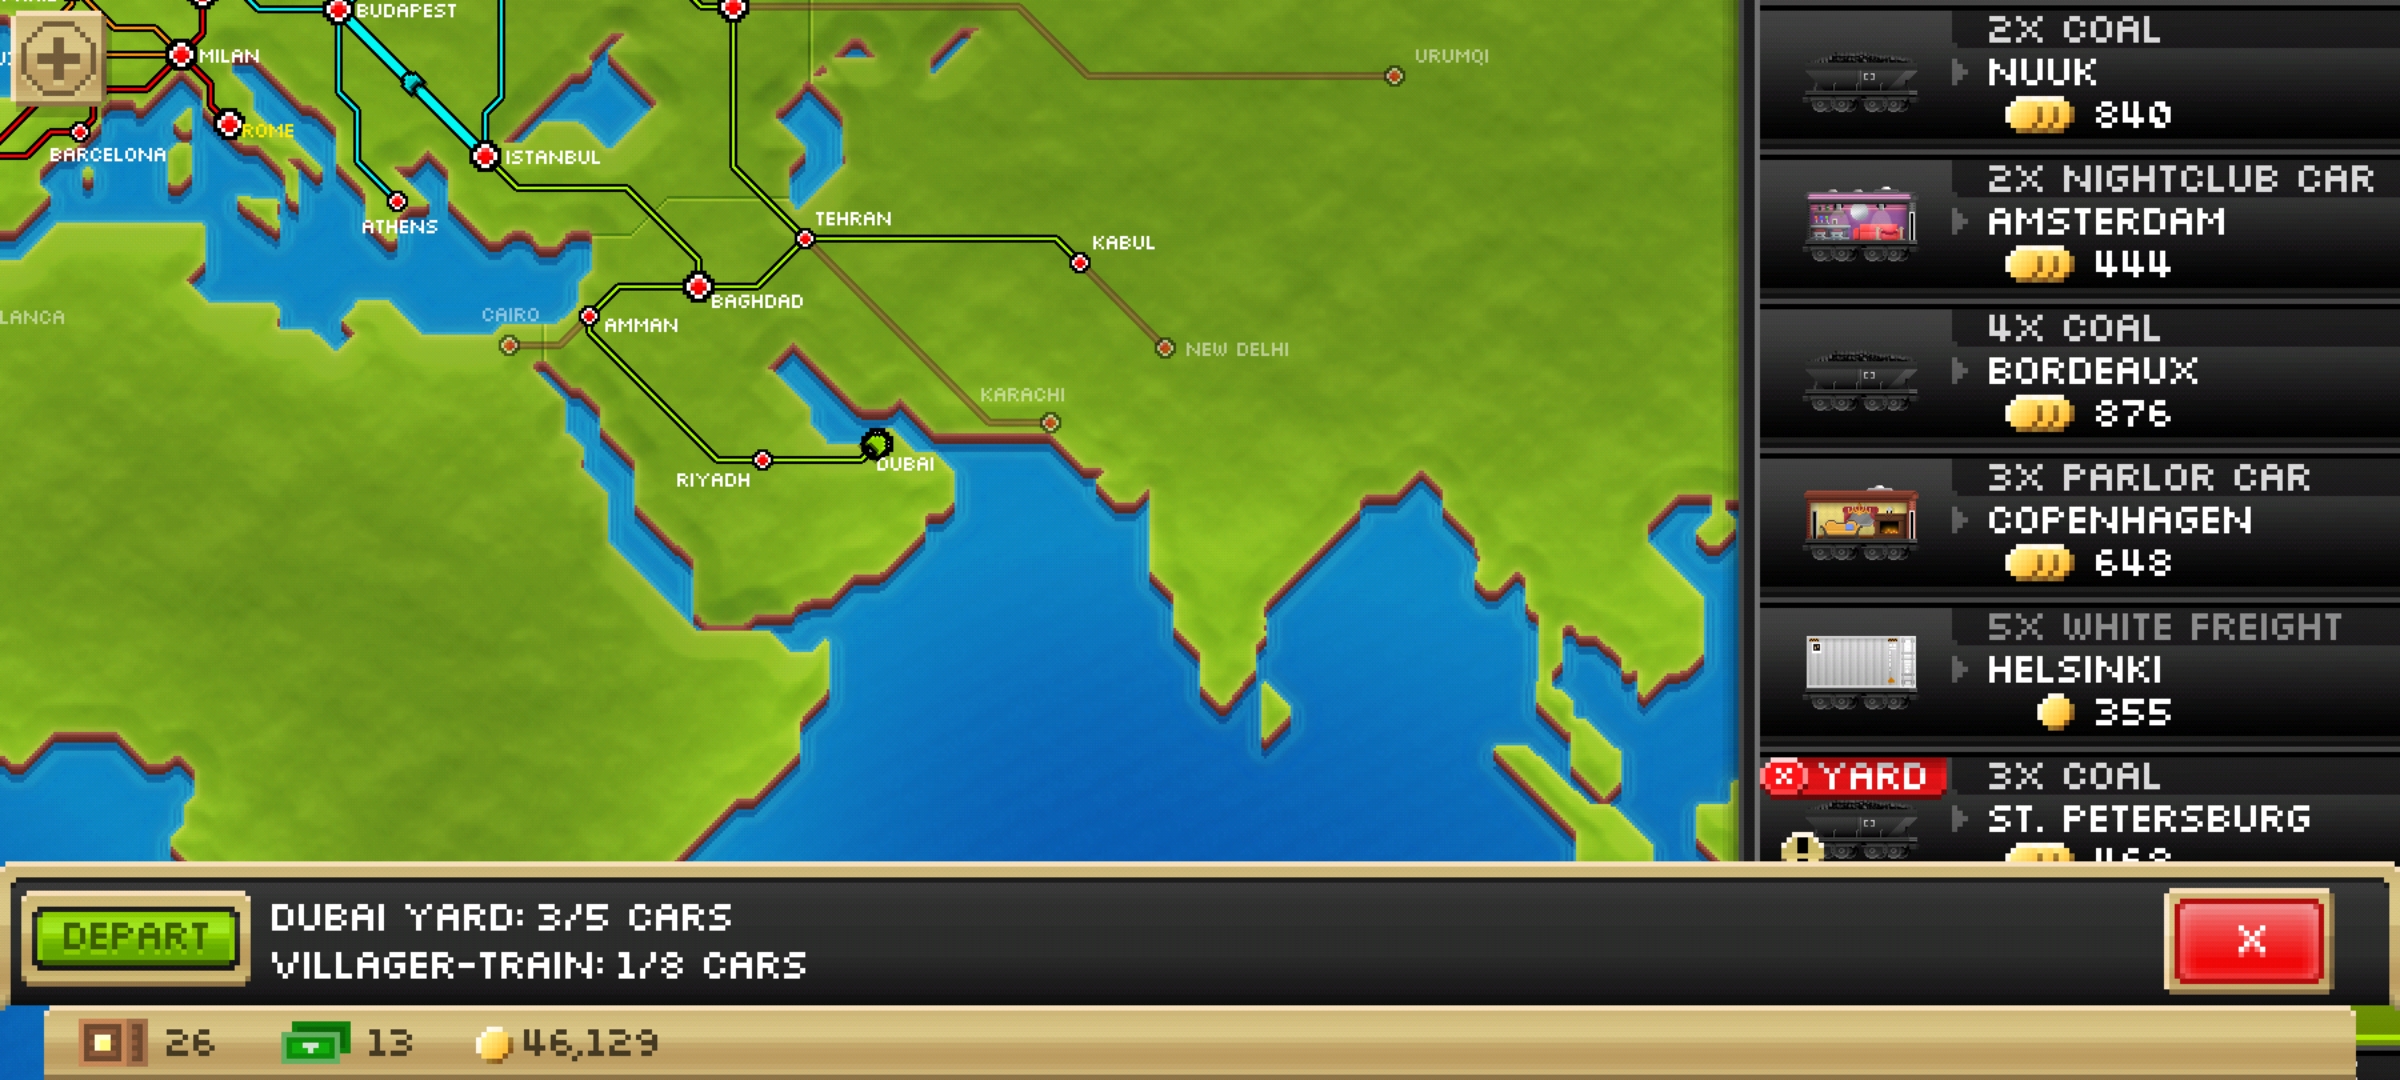 BUDAPEST
MILAN
ROME
BARCELONA
ISTANBUL
ATHENS
URUMQI
TEHRAN
KABUL
BAGHDAD
CAIRO
AMMAN
LANCA
NEW DELHI
KARACHI
RIYADH
DUBAI
2X COAL
NUUK
840
2X NIGHTCLUB CAR
AMSTERDAM
444
4X COAL
BORDEAUX
876
3X PARLOR CAR
COPENHAGEN
648
5X WHITE FREIGHT
HELSINKI
355
X YARD
3X COAL
ST. PETERSBURG
468
DEPART
DUBAI YARD: 3/5 CARS
VILLAGER-TRAIN: 1/8 CARS
X
26
13
46,129